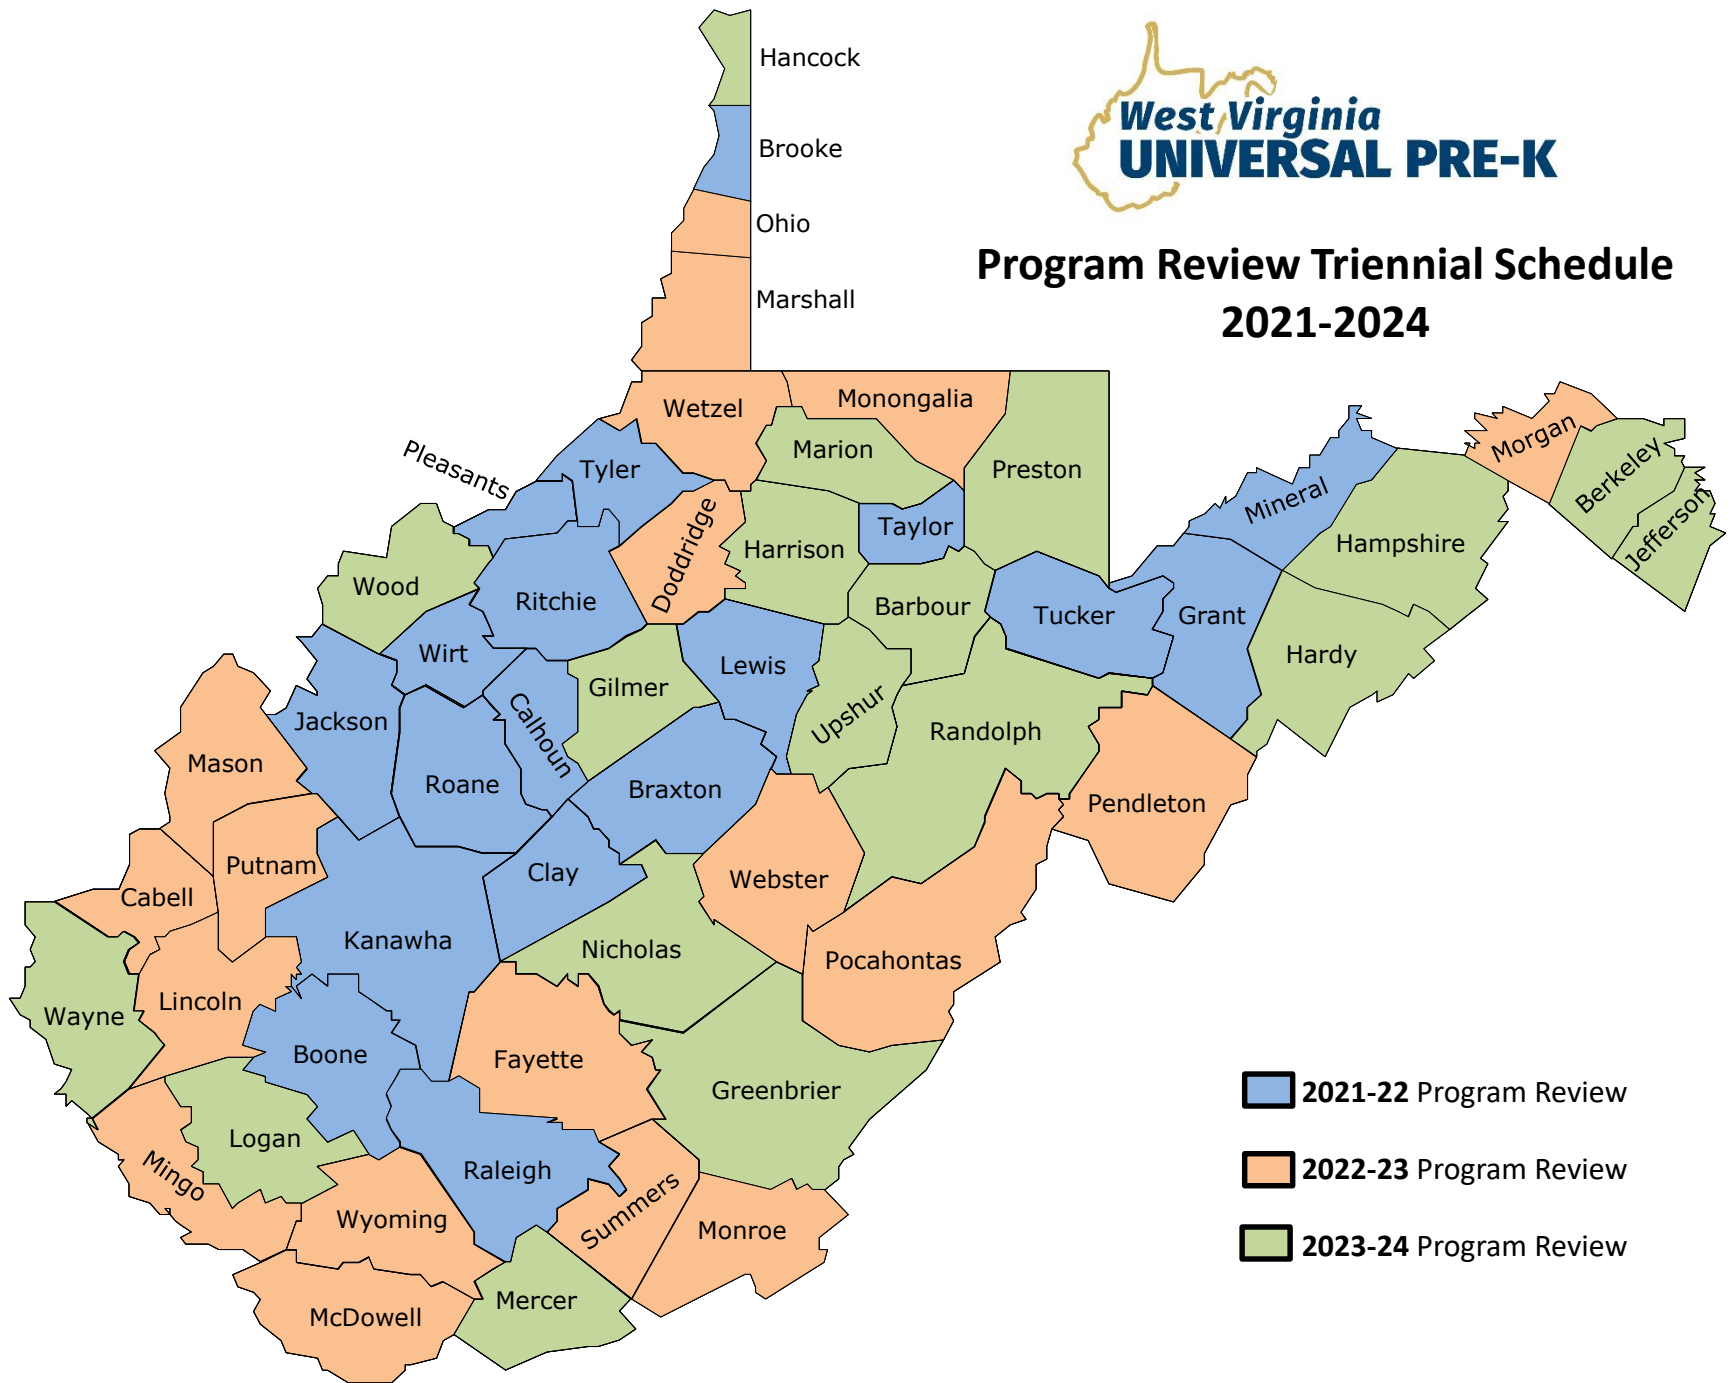 West Virginia
UNIVERSAL PRE-K
Program Review Triennial Schedule
2021-2024
Hancock
Brooke
Ohio
Marshall
Wetzel
Monongalia
Marion
Preston
Pleasants
Tyler
Doddridge
Harrison
Taylor
Mineral
Morgan
Berkeley
Jefferson
Hampshire
Wood
Ritchie
Barbour
Tucker
Grant
Hardy
Wirt
Lewis
Gilmer
Calhoun
Upshur
Randolph
Jackson
Mason
Roane
Braxton
Pendleton
Putnam
Cabell
Clay
Webster
Kanawha
Nicholas
Pocahontas
Wayne
Lincoln
Boone
Fayette
Greenbrier
Logan
Mingo
Raleigh
Summers
Wyoming
Monroe
Mercer
McDowell
2021-22 Program Review
2022-23 Program Review
2023-24 Program Review